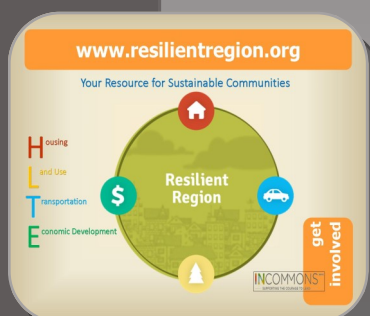 www.resilientregion.org
Your Resource for Sustainable Communities
Housing
Land Use
Transportation
Economic Development
$
Resilient
Region
get
involved
INCOMMONS